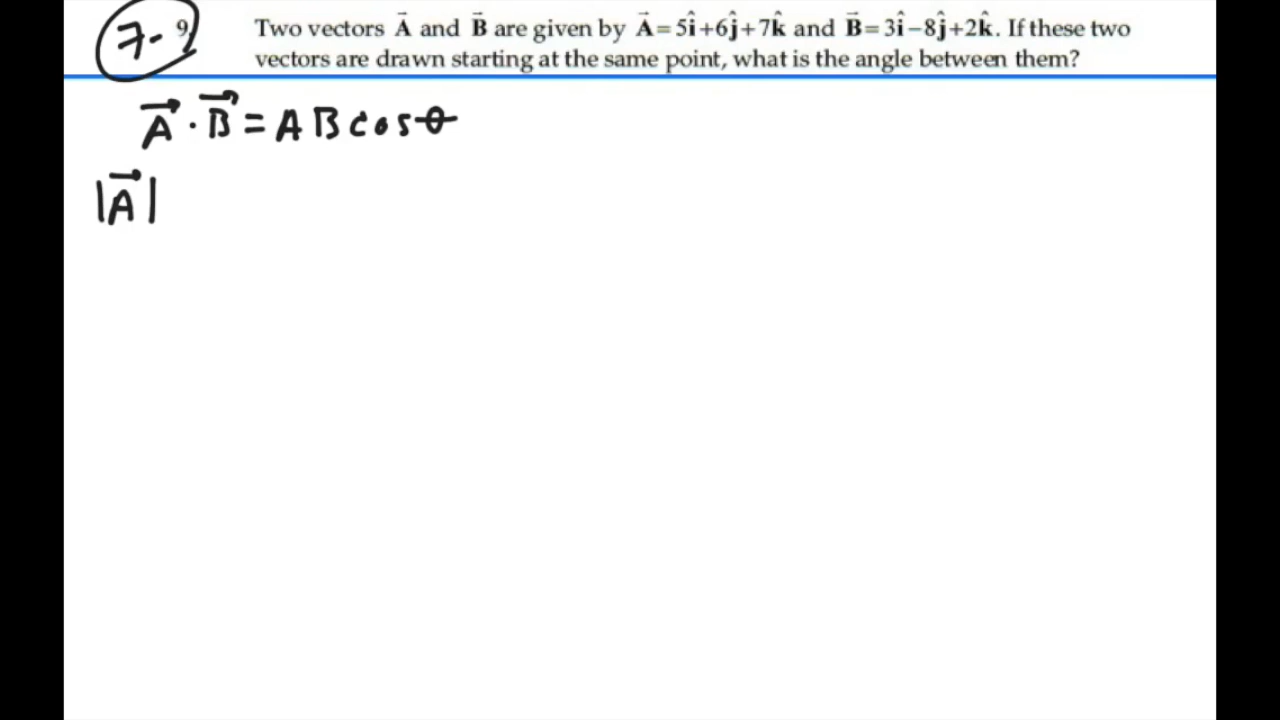 7-9. Two vectors A⃗ and B⃗ are given by A⃗=5î+6ĵ+7k̂ and B⃗=3î−8ĵ+2k̂. If these two
vectors are drawn starting at the same point, what is the angle between them?
A⃗·B⃗=ABcosθ
|A⃗|